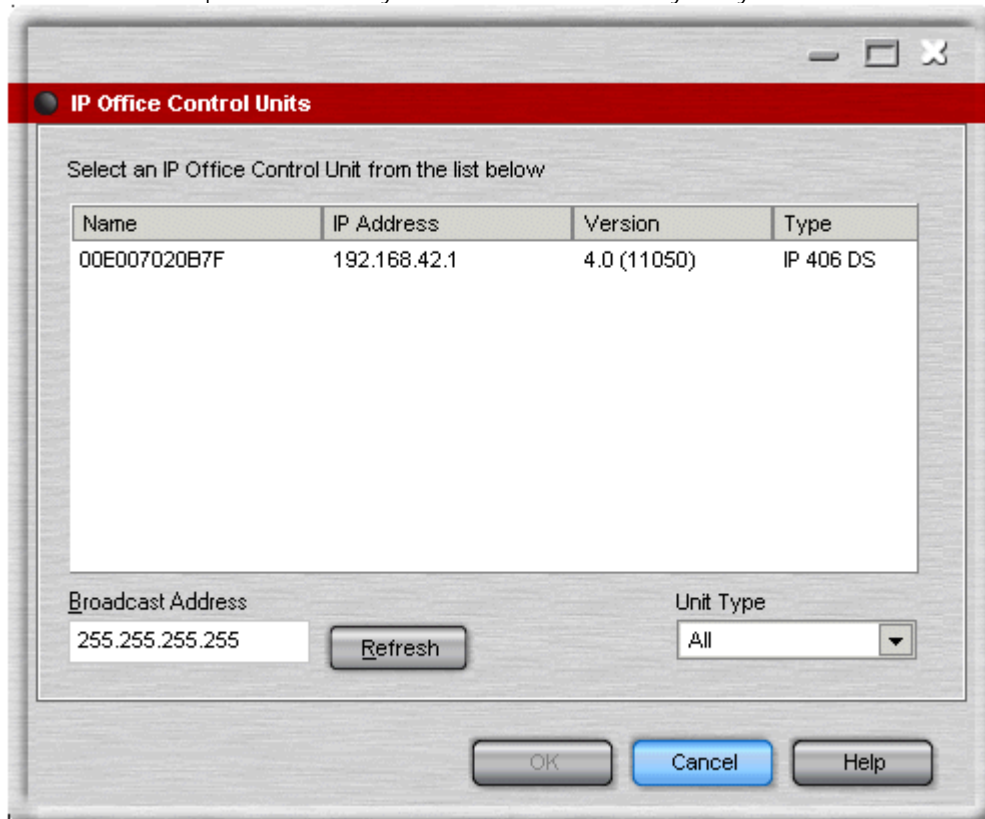 IP Office Control Units
Select an IP Office Control Unit from the list below
Name IP Address Version Type
00E007020B7F 192.168.42.1 4.0 (11050) IP 406 DS
Broadcast Address Unit Type
255.255.255.255 Refresh All
OK Cancel Help